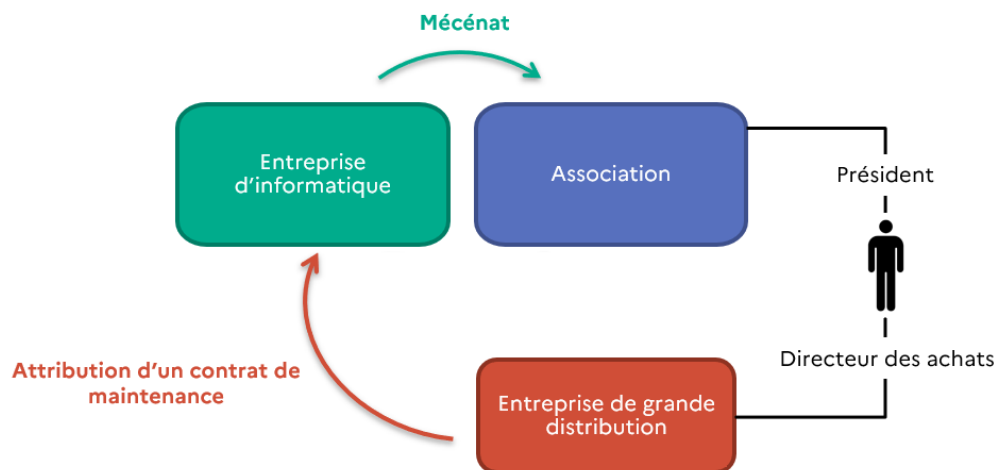 Mécénat
Entreprise
d’informatique
Association
Président
Attribution d’un contrat de
maintenance
Directeur des achats
Entreprise de grande
distribution